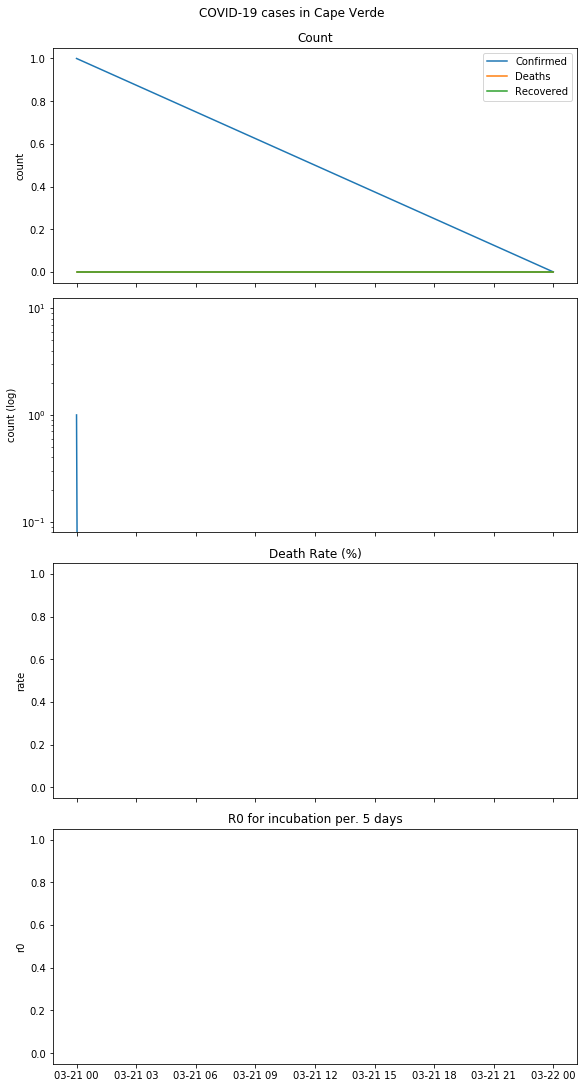 COVID-19 cases in Cape Verde
Count
Confirmed
Deaths
Recovered
count
1.0
0.8
0.6
0.4
0.2
0.0
count (log)
10¹
10⁰
10⁻¹
Death Rate (%)
rate
1.0
0.8
0.6
0.4
0.2
0.0
R0 for incubation per. 5 days
r0
1.0
0.8
0.6
0.4
0.2
0.0
03-21 00 03-21 03 03-21 06 03-21 09 03-21 12 03-21 15 03-21 18 03-21 21 03-22 00